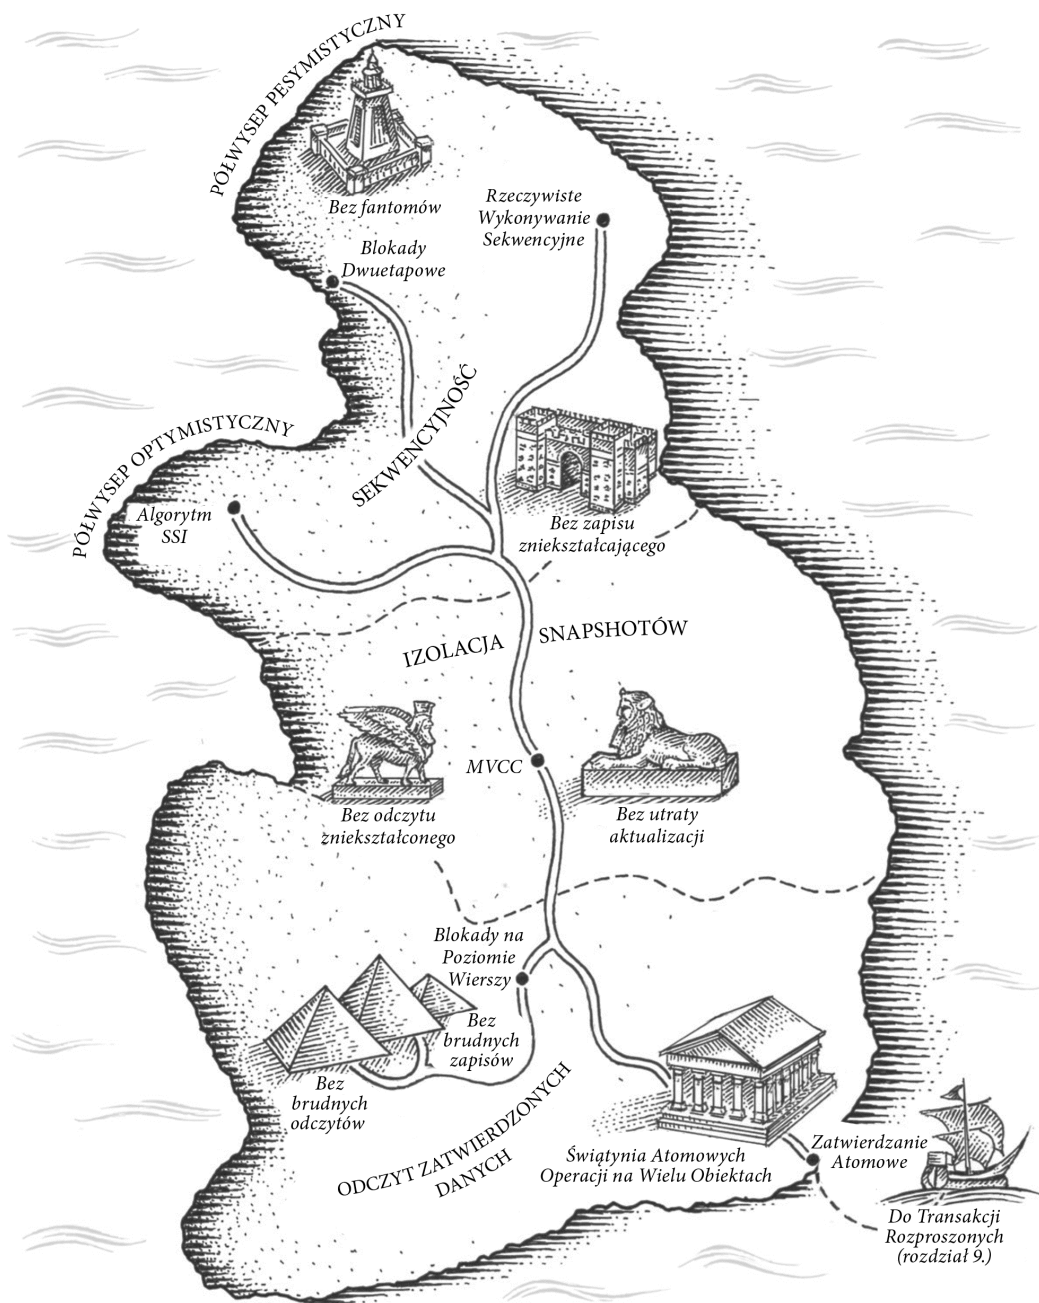 PÓŁWYSEP PESYMISTYCZNY
Bez fantomów
Rzeczywiste
Wykonywanie
Sekwencyjne
Blokady
Dwuetapowe
SEKWENCYJNOŚĆ
PÓŁWYSEP OPTYMISTYCZNY
Algorytm
SSI
Bez zapisu
zniekształcającego
IZOLACJA SNAPSHOTÓW
MVCC
Bez odczytu
zniekształconego
Bez utraty
aktualizacji
Blokady na
Poziomie
Wierszy
Bez
brudnych
zapisów
Bez
brudnych
odczytów
ODCZYT ZATWIERDZONYCH
DANYCH
Świątynia Atomowych
Operacji na Wielu Obiektach
Zatwierdzanie
Atomowe
Do Transakcji
Rozproszonych
(rozdział 9.)